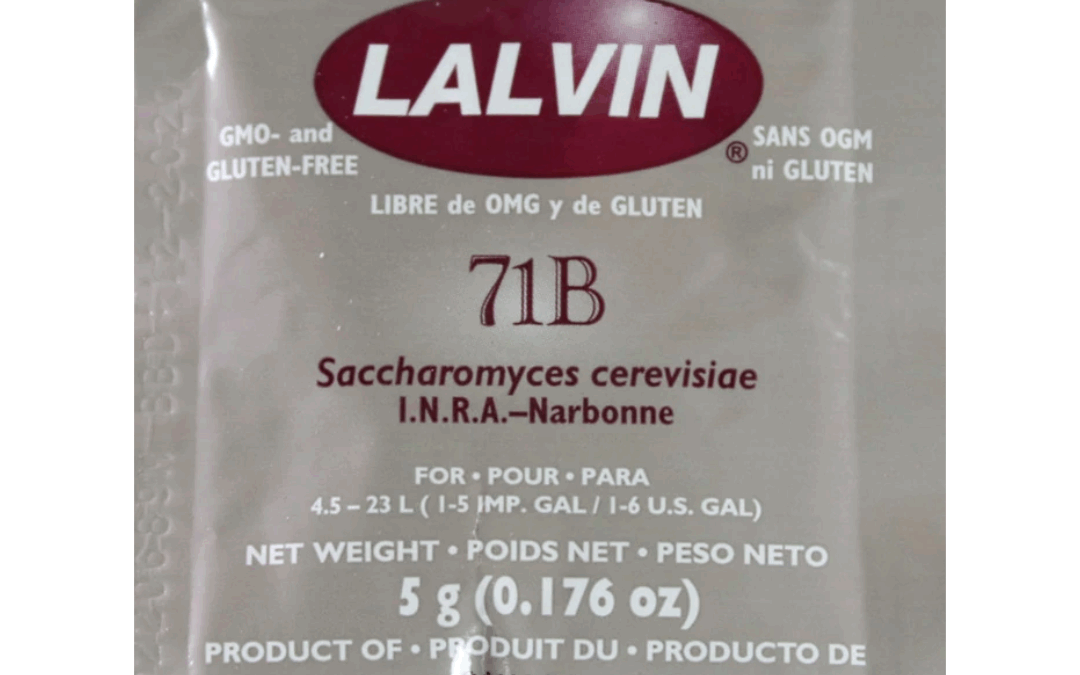 LALVIN
®
GMO- and
GLUTEN-FREE
SANS OGM
ni GLUTEN
LIBRE de OMG y de GLUTEN
71B
Saccharomyces cerevisiae
I.N.R.A.–Narbonne
FOR • POUR • PARA
4.5 – 23 L ( 1-5 IMP. GAL / 1-6 U.S. GAL)
NET WEIGHT • POIDS NET • PESO NETO
5 g (0.176 oz)
PRODUCT OF • PRODUIT DU • PRODUCTO DE